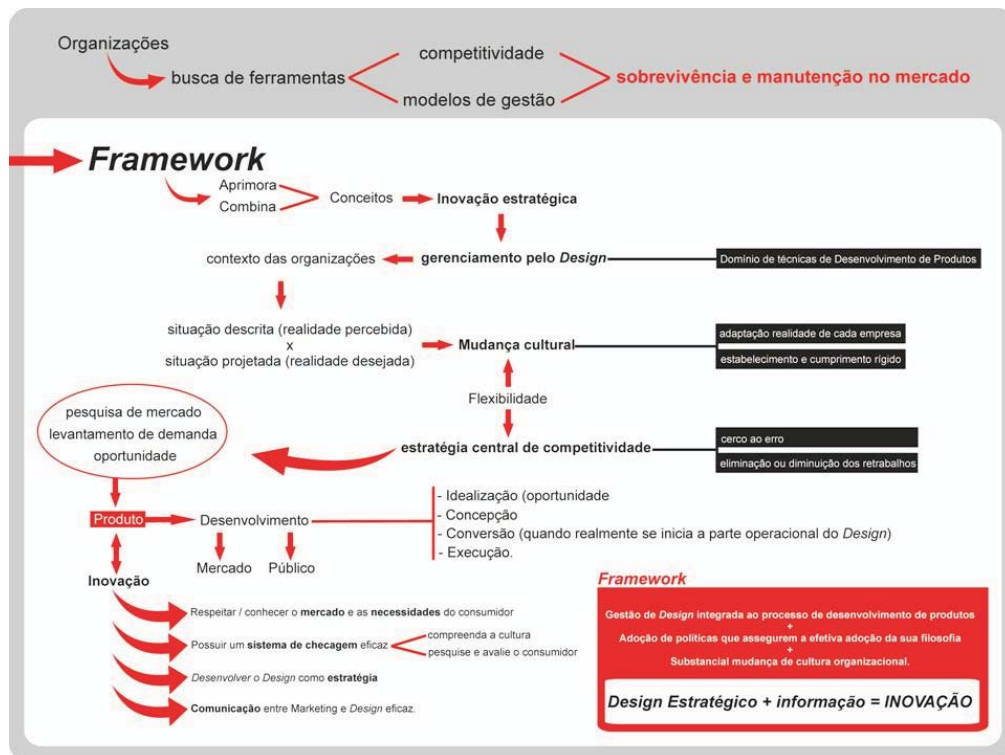 Organizações
busca de ferramentas
competitividade
modelos de gestão
sobrevivência e manutenção no mercado
Framework
Aprimora
Combina
Conceitos
Inovação estratégica
contexto das organizações
gerenciamento pelo Design
Domínio de técnicas de Desenvolvimento de Produtos
situação descrita (realidade percebida)
x
situação projetada (realidade desejada)
Mudança cultural
adaptação realidade de cada empresa
estabelecimento e cumprimento rígido
Flexibilidade
pesquisa de mercado
levantamento de demanda
oportunidade
estratégia central de competitividade
cerco ao erro
eliminação ou diminuição dos retrabalhos
Produto
Desenvolvimento
- Idealização (oportunidade
- Concepção
- Conversão (quando realmente se inicia a parte operacional do Design)
- Execução.
Mercado
Público
Inovação
Respeitar / conhecer o mercado e as necessidades do consumidor
Possuir um sistema de checagem eficaz
compreenda a cultura
pesquise e avalie o consumidor
Desenvolver o Design como estratégia
Comunicação entre Marketing e Design eficaz.
Framework
Gestão de Design integrada ao processo de desenvolvimento de produtos
+
Adoção de políticas que assegurem a efetiva adoção da sua filosofia
+
Substancial mudança de cultura organizacional.
Design Estratégico + informação = INOVAÇÃO